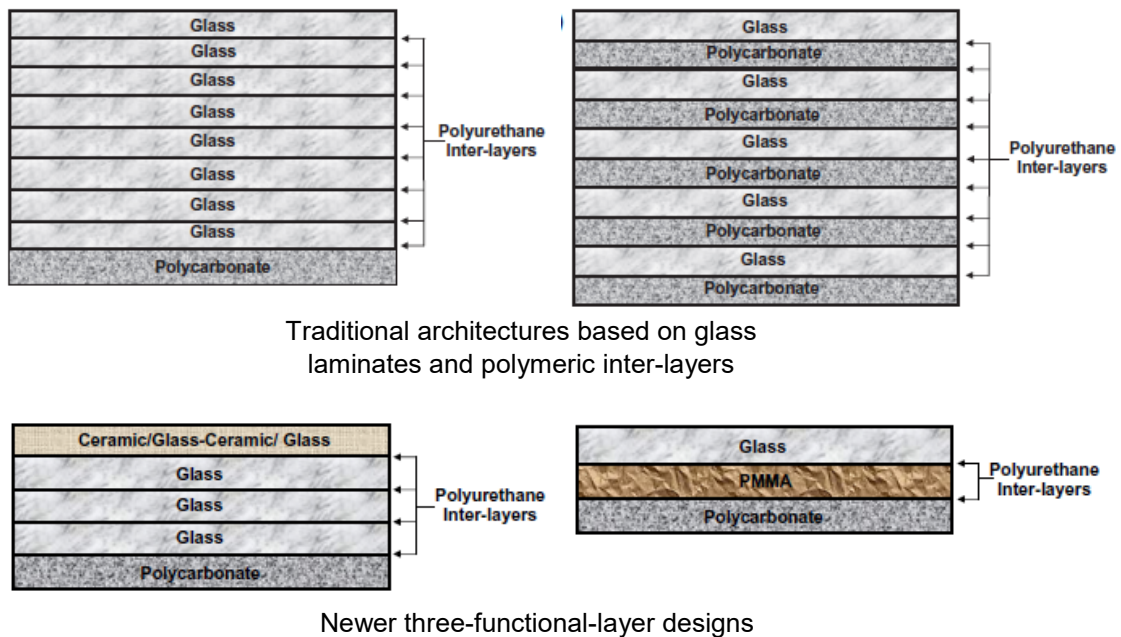 Glass
Glass
Glass
Glass
Glass
Glass
Glass
Glass
Polycarbonate
Polyurethane
Inter-layers
Glass
Polycarbonate
Glass
Polycarbonate
Glass
Polycarbonate
Glass
Polycarbonate
Glass
Polycarbonate
Polyurethane
Inter-layers
Traditional architectures based on glass
laminates and polymeric inter-layers
Ceramic/Glass-Ceramic/ Glass
Glass
Glass
Glass
Polycarbonate
Polyurethane
Inter-layers
Glass
PMMA
Polycarbonate
Polyurethane
Inter-layers
Newer three-functional-layer designs